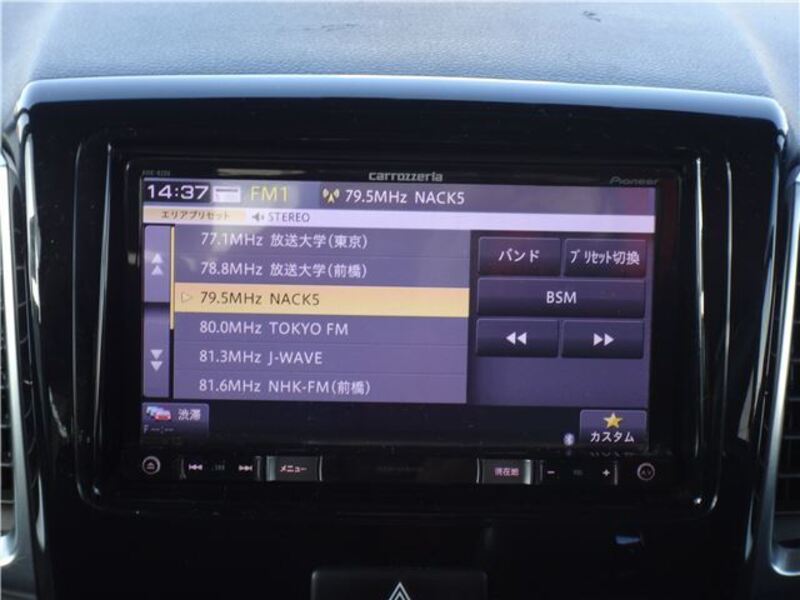 carrozzeria
Pioneer
14:37 FM1 79.5MHz NACK5
エリアプリセット STEREO
77.1MHz 放送大学(東京)
78.8MHz 放送大学(前橋)
79.5MHz NACK5
80.0MHz TOKYO FM
81.3MHz J-WAVE
81.6MHz NHK-FM(前橋)
バンド
プリセット切換
BSM
渋滞
F --:--
カスタム
メニュー
現在地